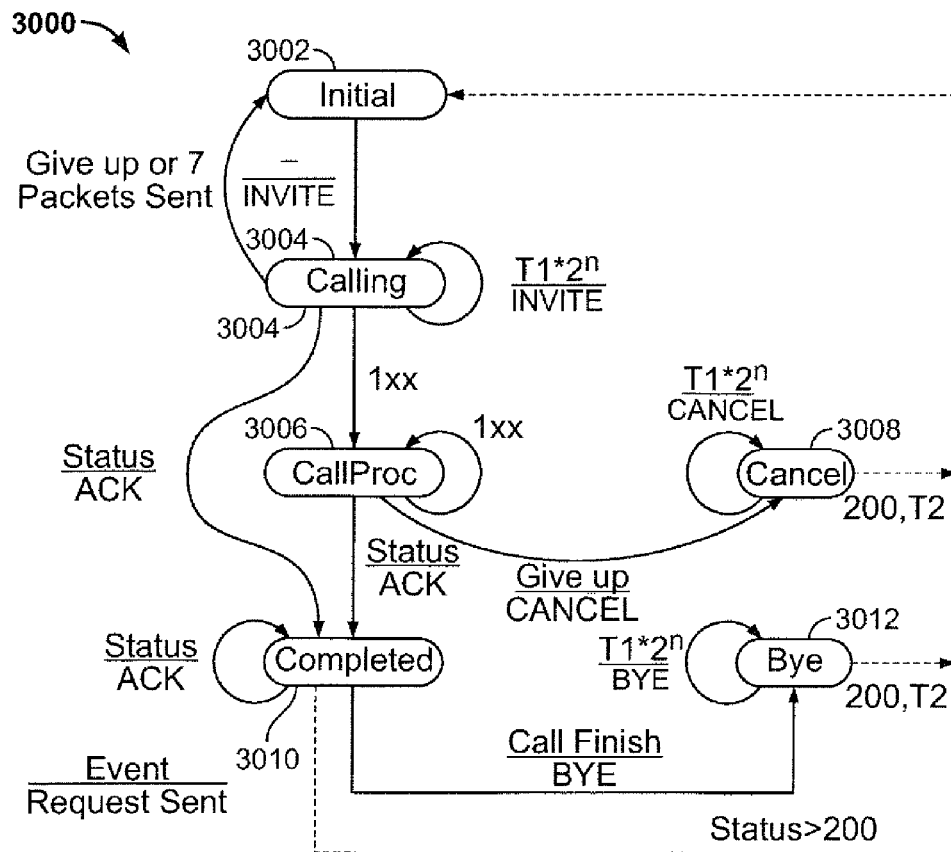 3000
3002
Initial
Give up or 7
Packets Sent
–
INVITE
3004
Calling
3004
T1*2ⁿ
INVITE
1xx
3006
CallProc
1xx
T1*2ⁿ
CANCEL
3008
Cancel
200,T2
Status
ACK
Status
ACK
Give up
CANCEL
Status
ACK
Completed
3010
T1*2ⁿ
BYE
3012
Bye
200,T2
Event
Request Sent
Call Finish
BYE
Status>200